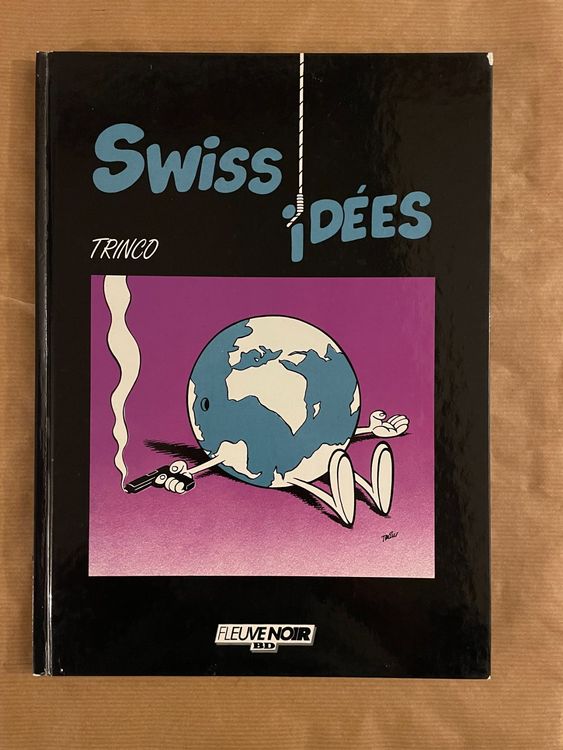 Swiss
iDÉES
TRINCO
FLEUVE NOIR
BD